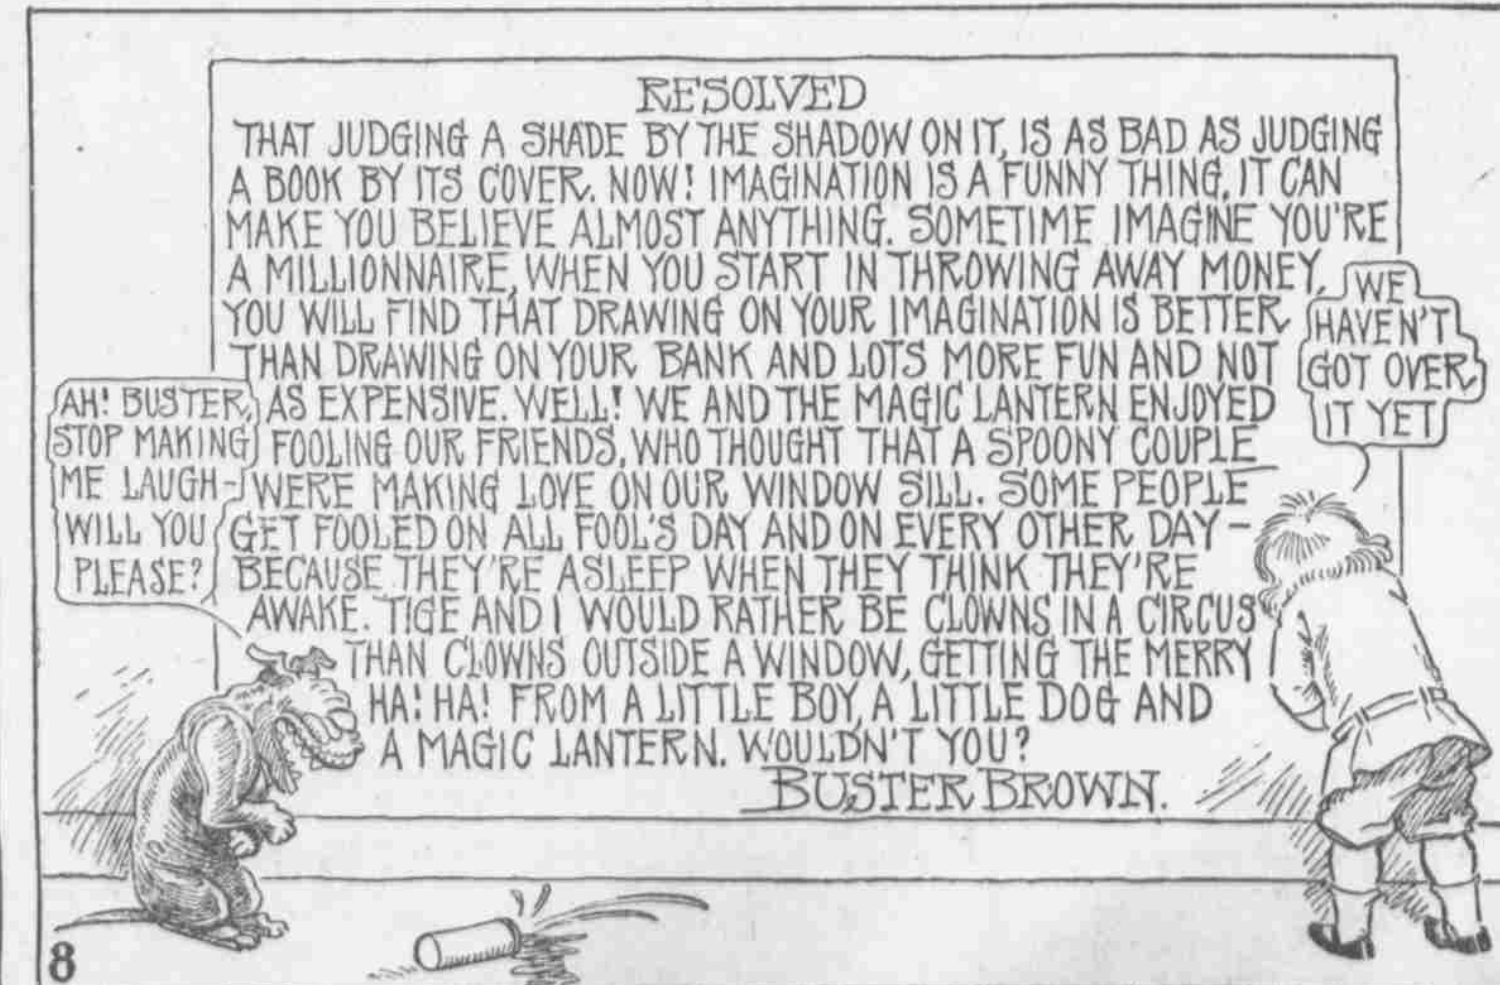 RESOLVED
THAT JUDGING A SHADE BY THE SHADOW ON IT, IS AS BAD AS JUDGING
A BOOK BY ITS COVER. NOW! IMAGINATION IS A FUNNY THING, IT CAN
MAKE YOU BELIEVE ALMOST ANYTHING. SOMETIME IMAGINE YOU'RE
A MILLIONNAIRE, WHEN YOU START IN THROWING AWAY MONEY,
YOU WILL FIND THAT DRAWING ON YOUR IMAGINATION IS BETTER
THAN DRAWING ON YOUR BANK AND LOTS MORE FUN AND NOT
AS EXPENSIVE. WELL! WE AND THE MAGIC LANTERN ENJOYED
FOOLING OUR FRIENDS, WHO THOUGHT THAT A SPOONY COUPLE
WERE MAKING LOVE ON OUR WINDOW SILL. SOME PEOPLE
GET FOOLED ON ALL FOOL'S DAY AND ON EVERY OTHER DAY -
BECAUSE THEY'RE ASLEEP WHEN THEY THINK THEY'RE
AWAKE. TIGE AND I WOULD RATHER BE CLOWNS IN A CIRCUS
THAN CLOWNS OUTSIDE A WINDOW, GETTING THE MERRY
HA! HA! FROM A LITTLE BOY, A LITTLE DOG AND
A MAGIC LANTERN. WOULDN'T YOU?
BUSTER BROWN.
AH! BUSTER,
STOP MAKING
ME LAUGH -
WILL YOU
PLEASE?
WE
HAVEN'T
GOT OVER
IT YET
8